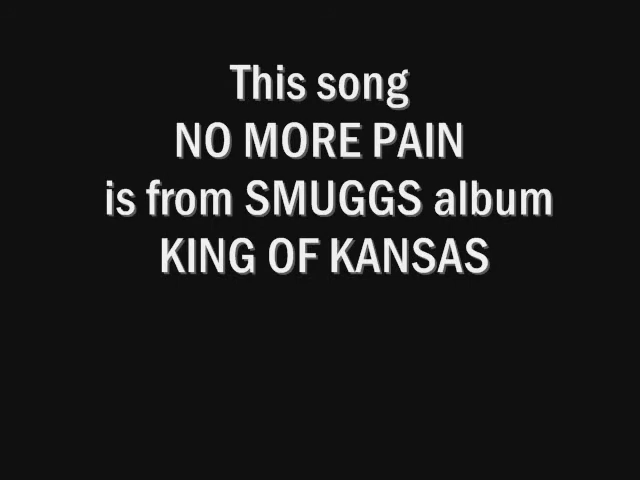 This song
NO MORE PAIN
is from SMUGGS album
KING OF KANSAS